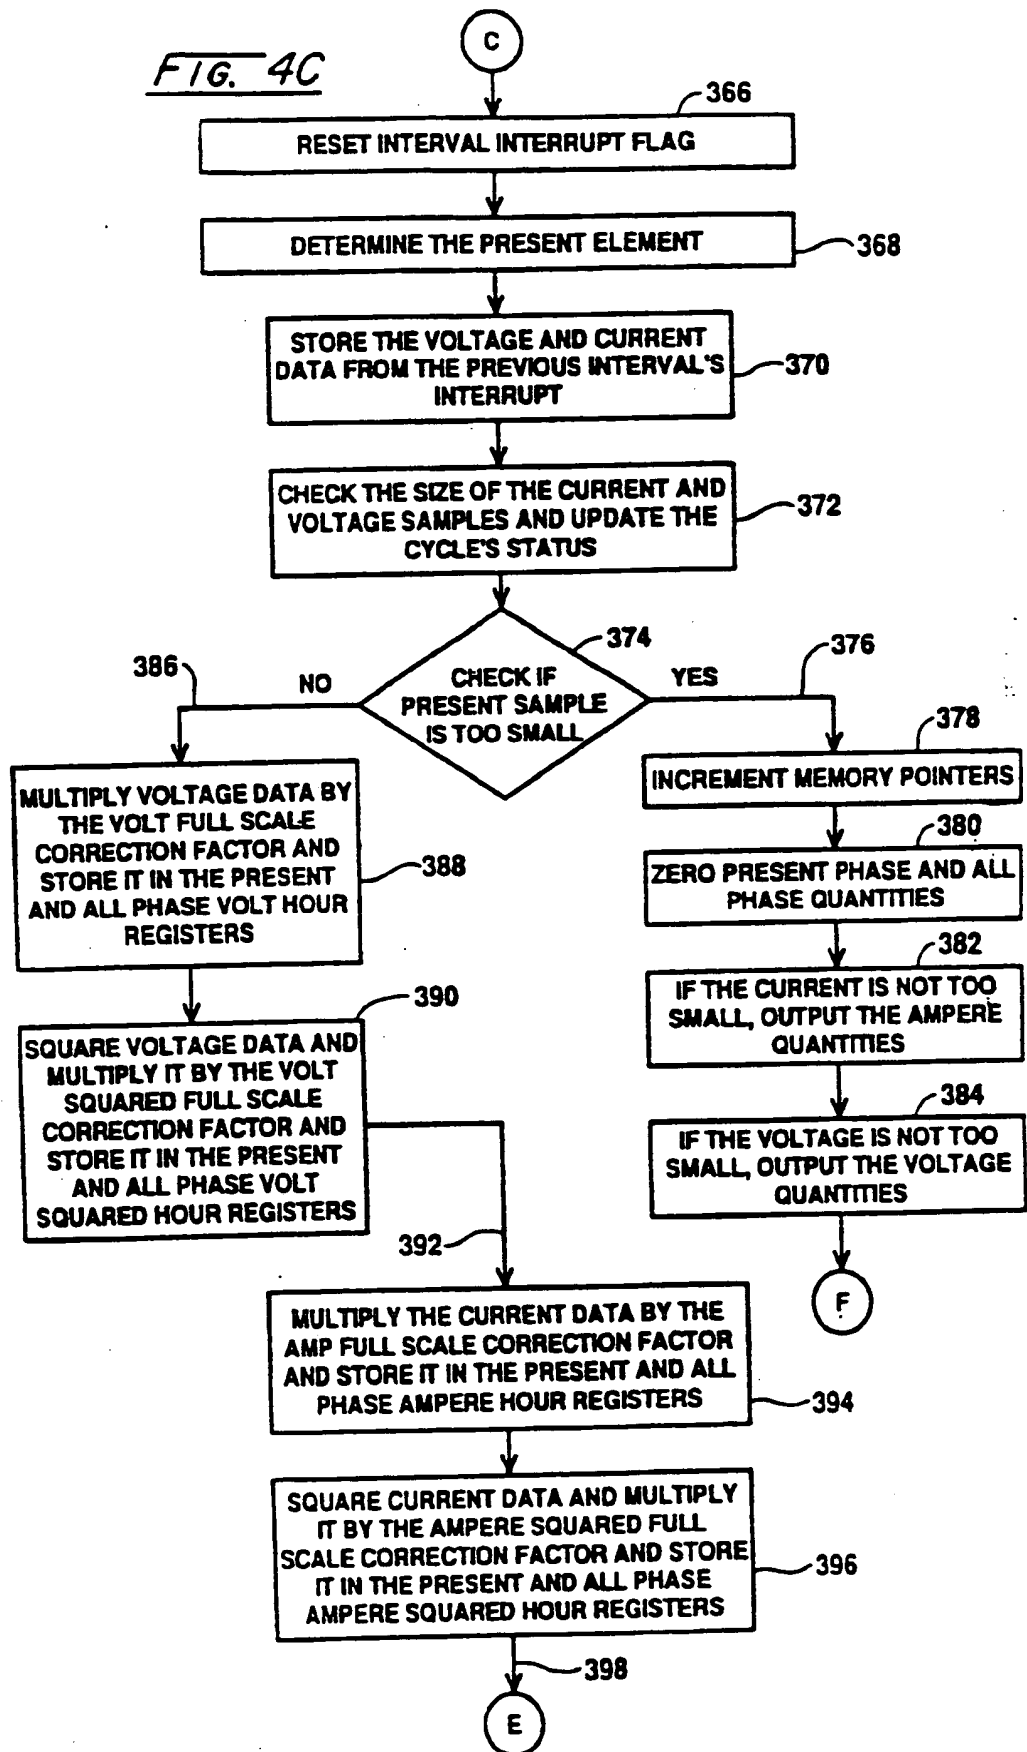 C
FIG. 4C
366
RESET INTERVAL INTERRUPT FLAG
DETERMINE THE PRESENT ELEMENT
368
STORE THE VOLTAGE AND CURRENT
DATA FROM THE PREVIOUS INTERVAL'S
INTERRUPT
370
CHECK THE SIZE OF THE CURRENT AND
VOLTAGE SAMPLES AND UPDATE THE
CYCLE'S STATUS
372
374
CHECK IF
PRESENT SAMPLE
IS TOO SMALL
386
NO
YES
376
378
INCREMENT MEMORY POINTERS
380
ZERO PRESENT PHASE AND ALL
PHASE QUANTITIES
382
IF THE CURRENT IS NOT TOO
SMALL, OUTPUT THE AMPERE
QUANTITIES
384
IF THE VOLTAGE IS NOT TOO
SMALL, OUTPUT THE VOLTAGE
QUANTITIES
F
MULTIPLY VOLTAGE DATA BY
THE VOLT FULL SCALE
CORRECTION FACTOR AND
STORE IT IN THE PRESENT
AND ALL PHASE VOLT HOUR
REGISTERS
388
390
SQUARE VOLTAGE DATA AND
MULTIPLY IT BY THE VOLT
SQUARED FULL SCALE
CORRECTION FACTOR AND
STORE IT IN THE PRESENT
AND ALL PHASE VOLT
SQUARED HOUR REGISTERS
392
MULTIPLY THE CURRENT DATA BY THE
AMP FULL SCALE CORRECTION FACTOR
AND STORE IT IN THE PRESENT AND ALL
PHASE AMPERE HOUR REGISTERS
394
SQUARE CURRENT DATA AND MULTIPLY
IT BY THE AMPERE SQUARED FULL
SCALE CORRECTION FACTOR AND STORE
IT IN THE PRESENT AND ALL PHASE
AMPERE SQUARED HOUR REGISTERS
396
398
E